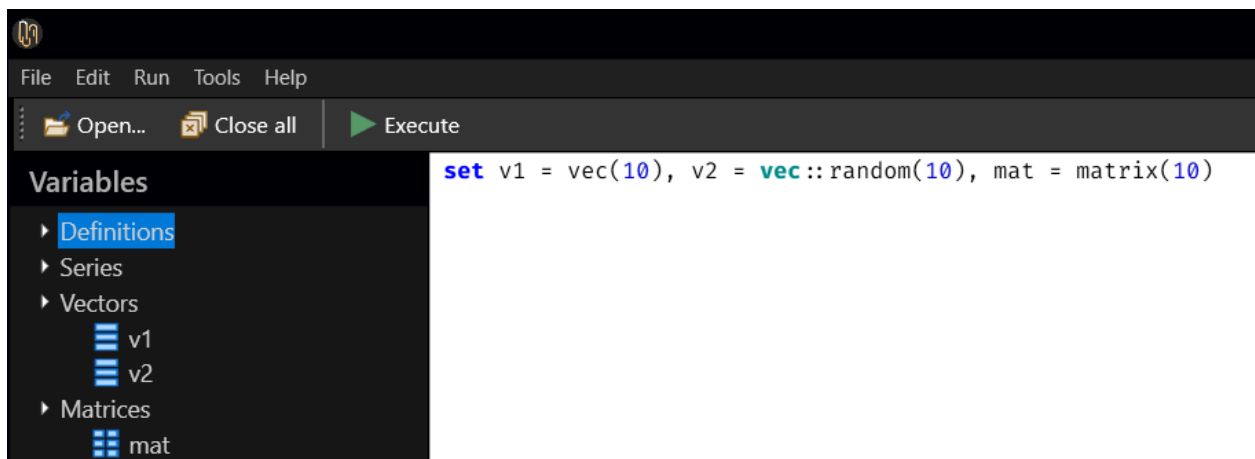 File Edit Run Tools Help
Open... Close all Execute
Variables
Definitions
Series
Vectors
v1
v2
Matrices
mat
set v1 = vec(10), v2 = vec::random(10), mat = matrix(10)